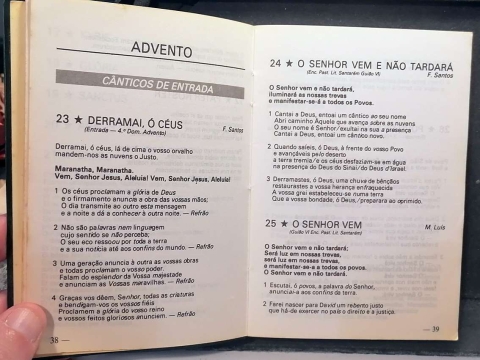 ADVENTO
CÂNTICOS DE ENTRADA
23 ★ DERRAMAI, Ó CÉUS
(Entrada — 4.º Dom. Advento) F. Santos
Derramai, ó céus, lá de cima o vosso orvalho
mandem-nos as nuvens o Justo.
Maranatha, Maranatha.
Vem, Senhor Jesus, Aleluia! Vem, Senhor Jesus, Aleluia!
1 Os céus proclamam a glória de Deus
e o firmamento anuncia a obra das vossas mãos;
O dia transmite ao outro esta mensagem
e a noite a dá a conhecer à outra noite. — Refrão
2 Não são palavras nem linguagem
cujo sentido se não perceba;
O seu eco ressoou por toda a terra
e a sua notícia até aos confins do mundo. — Refrão
3 Uma geração anuncia à outra as vossas obras
e todas proclamam o vosso poder.
Falam do esplendor da Vossa majestade
e anunciam as Vossas maravilhas. — Refrão
4 Graças vos dêem, Senhor, todas as criaturas
e bendigam-vos os vossos fiéis
Proclamem a glória do vosso reino
e vossos feitos gloriosos anunciem. — Refrão
38 —
24 ★ O SENHOR VEM E NÃO TARDARÁ
(Enc. Past. Lit. Santarém Guião VI) F. Santos
O Senhor vem e não tardará,
iluminará as nossas trevas
e manifestar-se-á a todos os Povos.
1 Cantai a Deus, entoai um cântico ao seu nome
Abri caminho Àquele que avança sobre as nuvens
O seu nome é Senhor/exultai na sua presença
Cantai a Deus, entoai um cântico novo.
2 Quando saíeis, ó Deus, à frente do vosso Povo
e avançáveis pelo deserto
a terra tremia/e os céus desfaziam-se em água
na presença do Deus do Sinai/do Deus d'Israel.
3 Derramastes, ó Deus; uma chuva de bênçãos
restaurastes a vossa herança enfraquecida
A vossa grei estabeleceu-se numa terra
Que vossa bondade, ó Deus,/preparara ao oprimido.
25 ★ O SENHOR VEM
(Guião VI Enc. Past. Lit. Santarém) M. Luís
O Senhor vem e não tardará;
Será luz em nossas trevas,
será luz em nossas trevas,
e manifestar-se-a a todos os povos.
O Senhor vem e não tardará.
1 Escutai, ó povos, a palavra do Senhor,
anunciai-a aos confins da terra.
2 Farei nascer para David um rebento justo
que há-de exercer no país o direito e a justiça.
— 39